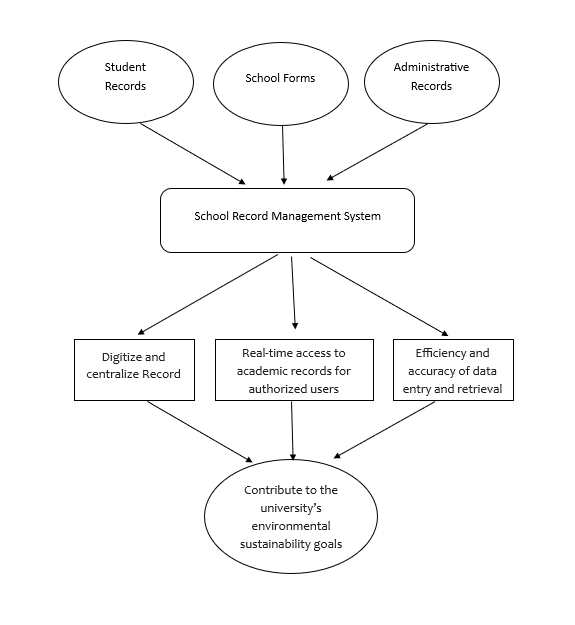 Student
Records
School Forms
Administrative
Records
School Record Management System
Digitize and
centralize Record
Real-time access to
academic records for
authorized users
Efficiency and
accuracy of data
entry and retrieval
Contribute to the
university’s
environmental
sustainability goals